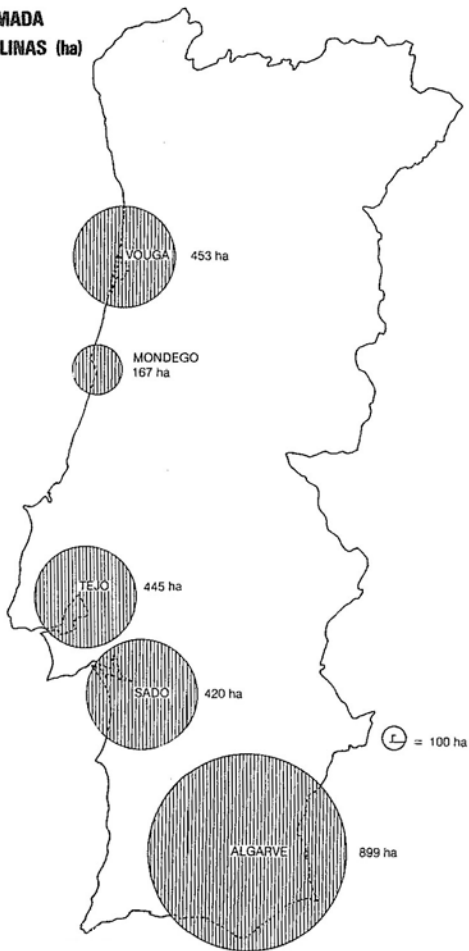 LINAS (ha)
VOUGA
453 ha
MONDEGO
167 ha
TEJO
445 ha
SADO
420 ha
r = 100 ha
ALGARVE
899 ha